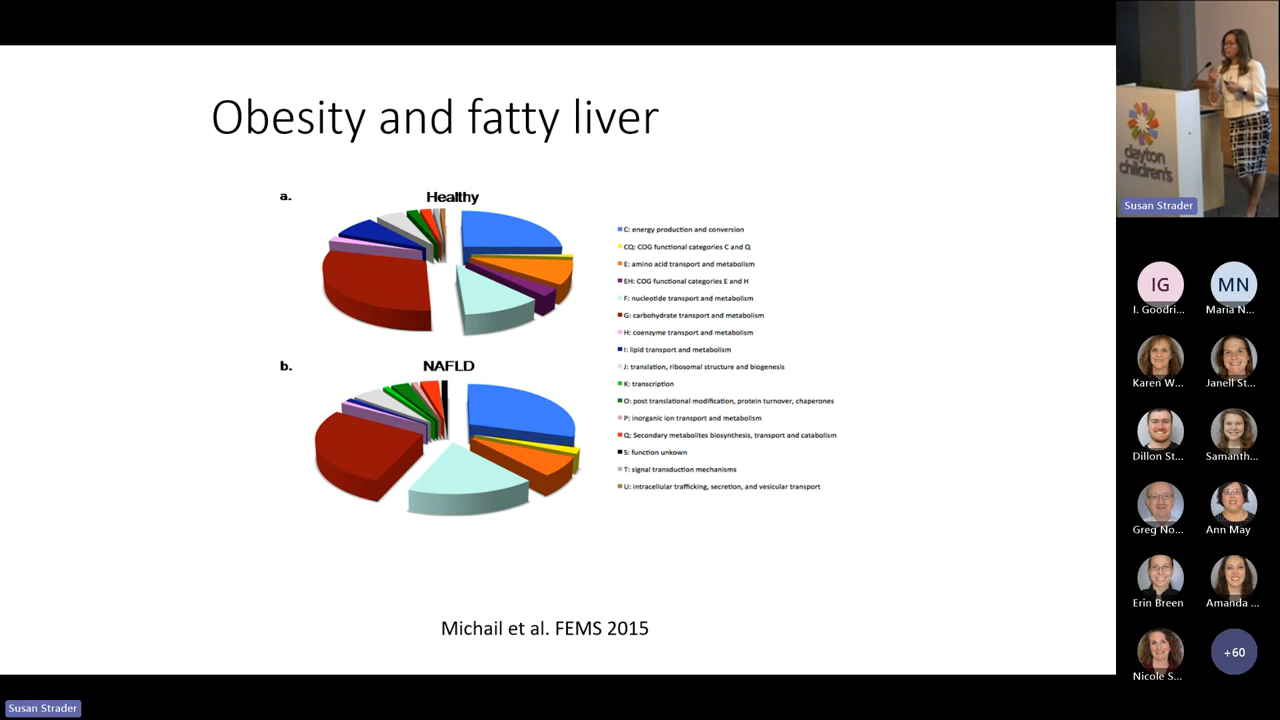 Obesity and fatty liver
a.
Healthy
b.
NAFLD
C: energy production and conversion
CQ: COG functional categories C and Q
E: amino acid transport and metabolism
EH: COG functional categories E and H
F: nucleotide transport and metabolism
G: carbohydrate transport and metabolism
H: coenzyme transport and metabolism
I: lipid transport and metabolism
J: translation, ribosomal structure and biogenesis
K: transcription
O: post translational modification, protein turnover, chaperones
P: inorganic ion transport and metabolism
Q: Secondary metabolites biosynthesis, transport and catabolism
S: function unkown
T: signal transduction mechanisms
U: intracellular trafficking, secretion, and vesicular transport
Michail et al. FEMS 2015
dayton
children's
Susan Strader
IG
MN
I. Goodri...
Maria N...
Karen W...
Janell St...
Dillon St...
Samanth...
Greg No...
Ann May
Erin Breen
Amanda ...
Nicole S...
+60
Susan Strader